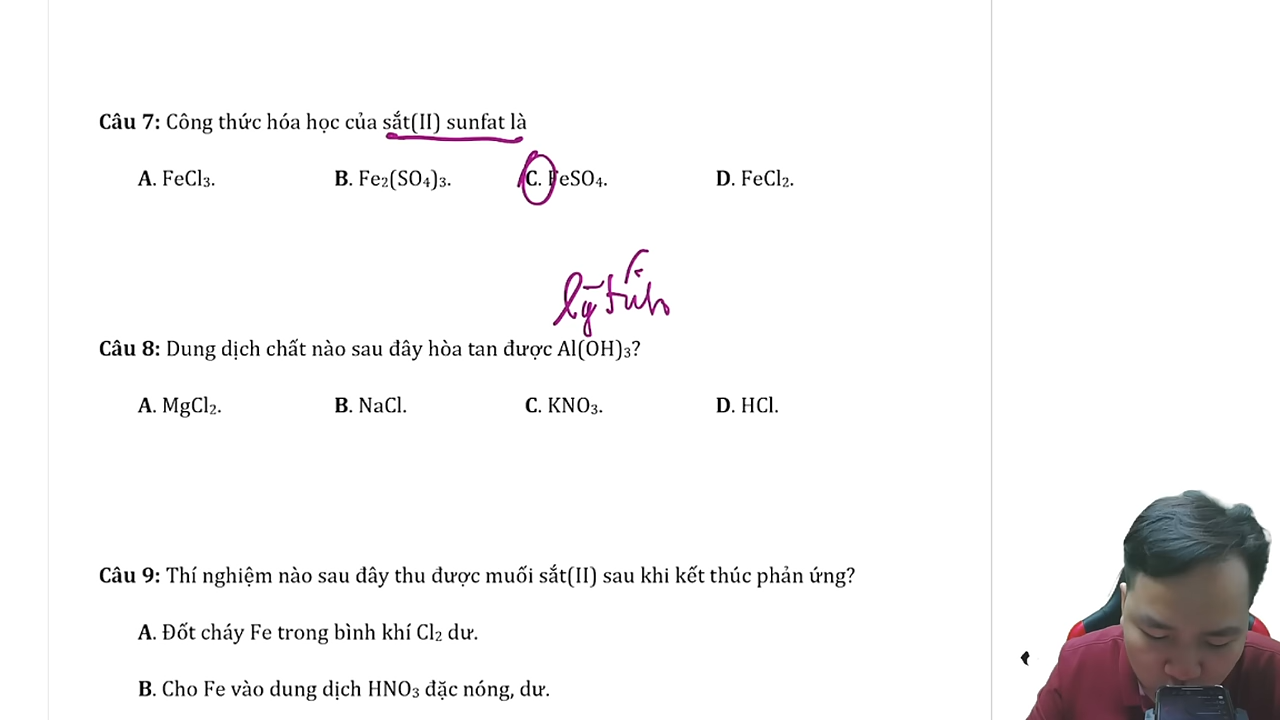 Câu 7: Công thức hóa học của sắt(II) sunfat là
A. FeCl₃. B. Fe₂(SO₄)₃. C. FeSO₄. D. FeCl₂.
lưỡng tính
Câu 8: Dung dịch chất nào sau đây hòa tan được Al(OH)₃?
A. MgCl₂. B. NaCl. C. KNO₃. D. HCl.
Câu 9: Thí nghiệm nào sau đây thu được muối sắt(II) sau khi kết thúc phản ứng?
A. Đốt cháy Fe trong bình khí Cl₂ dư.
B. Cho Fe vào dung dịch HNO₃ đặc nóng, dư.